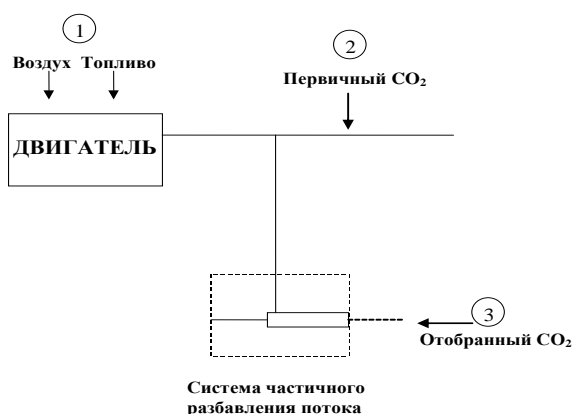 1
Воздух Топливо
ДВИГАТЕЛЬ
2
Первичный CO₂
3
Отобранный CO₂
Система частичного
разбавления потока